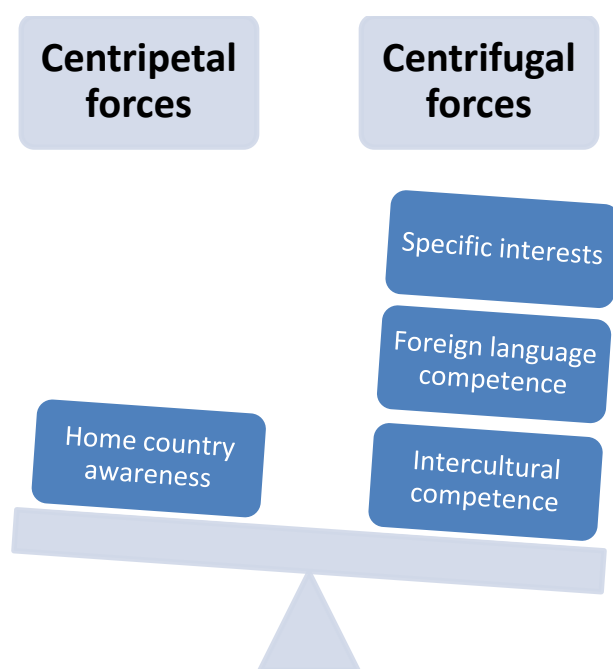 Centripetal
forces
Centrifugal
forces
Specific interests
Foreign language
competence
Home country
awareness
Intercultural
competence